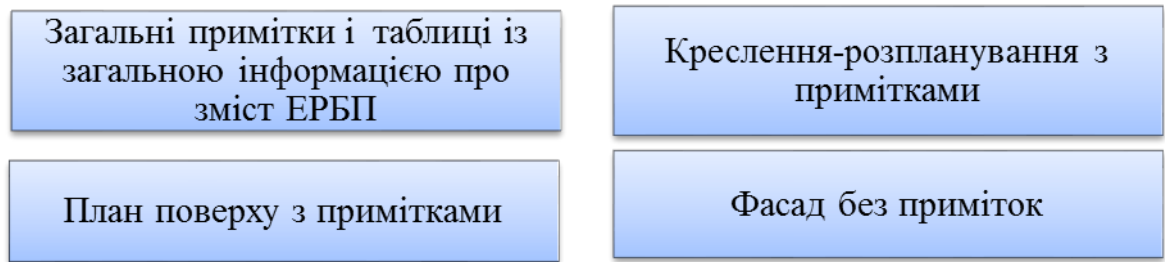 Загальні примітки і таблиці із
загальною інформацією про
зміст ЕРБП
Креслення-розпланування з
примітками
План поверху з примітками
Фасад без приміток